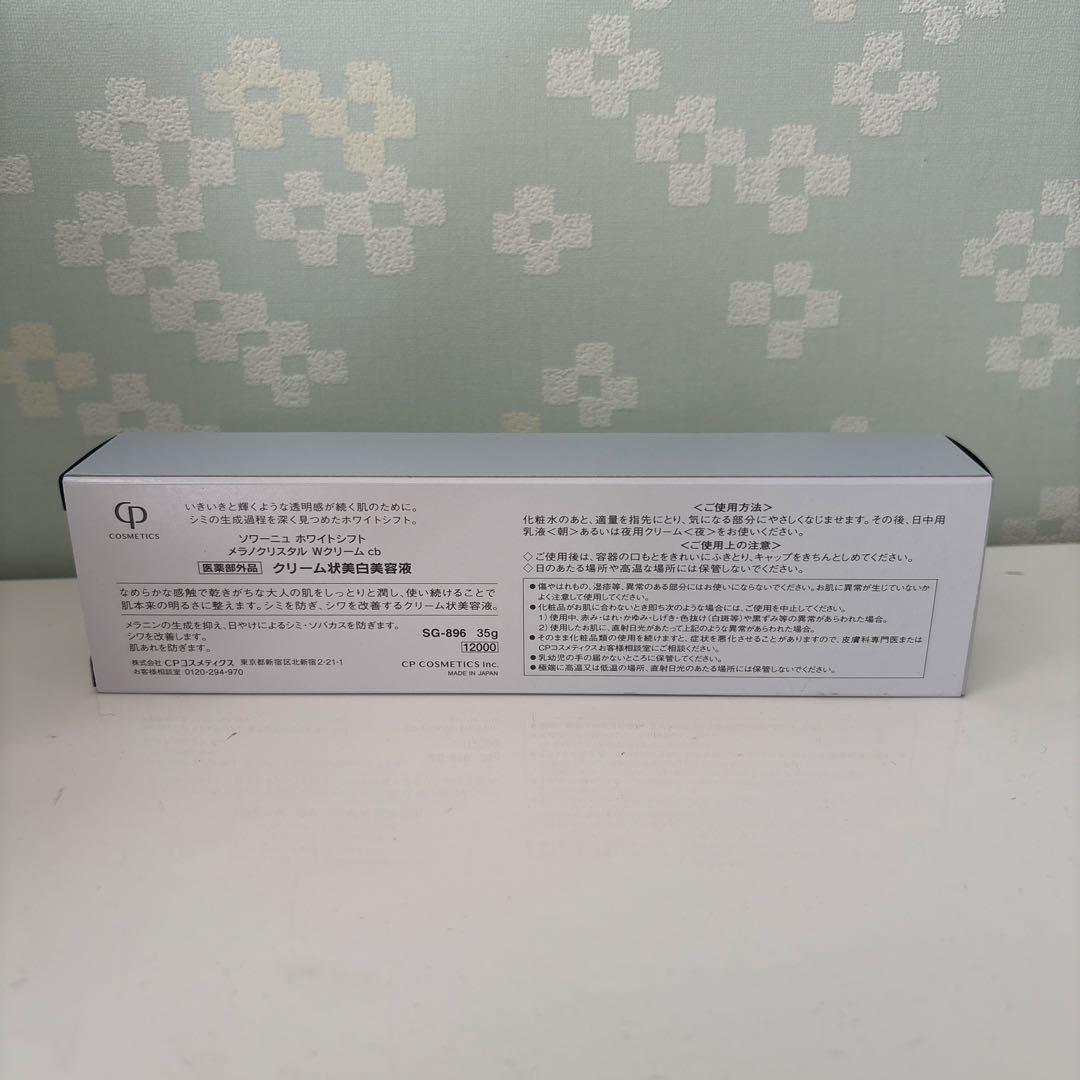 CP
COSMETICS
いきいきと輝くような透明感が続く肌のために。
シミの生成過程を深く見つめたホワイトシフト。
ソワーニュ ホワイトシフト
メラノクリスタル Wクリーム cb
医薬部外品 クリーム状美白美容液
なめらかな感触で乾きがちな大人の肌をしっとりと潤し、使い続けることで
肌本来の明るさに整えます。シミを防ぎ、シワを改善するクリーム状美容液。
メラニンの生成を抑え、日やけによるシミ・ソバカスを防ぎます。
シワを改善します。
肌あれを防ぎます。
SG-896 35g
12000
株式会社 CPコスメティクス 東京都新宿区北新宿2-21-1
お客様相談室 0120-294-970
CP COSMETICS Inc.
MADE IN JAPAN
＜ご使用方法＞
化粧水のあと、適量を指先にとり、気になる部分にやさしくなじませます。その後、日中用
乳液＜朝＞あるいは夜用クリーム＜夜＞をお使いください。
＜ご使用上の注意＞
◇ご使用後は、容器の口もとをきれいにふきとり、キャップをきちんとしめてください。
◇日のあたる場所や高温な場所には保管しないでください。
●傷やはれもの、湿疹等、異常のある部分にはお使いにならないでください。お肌に異常が生じていないか
よく注意して使用してください。
●化粧品がお肌に合わないとき即ち次のような場合には、ご使用を中止してください。
1) 使用中、赤み・はれ・かゆみ・しげき・色抜け(白斑等)や黒ずみ等の異常があらわれた場合。
2) 使用したお肌に、直射日光があたって上記のような異常があらわれた場合。
●そのまま化粧品類の使用を続けますと、症状を悪化させることがありますので、皮膚科専門医または
CPコスメティクスお客様相談室にご相談ください。
●乳幼児の手の届かないところに保管してください。
●極端に高温又は低温の場所、直射日光のあたる場所には保管しないでください。